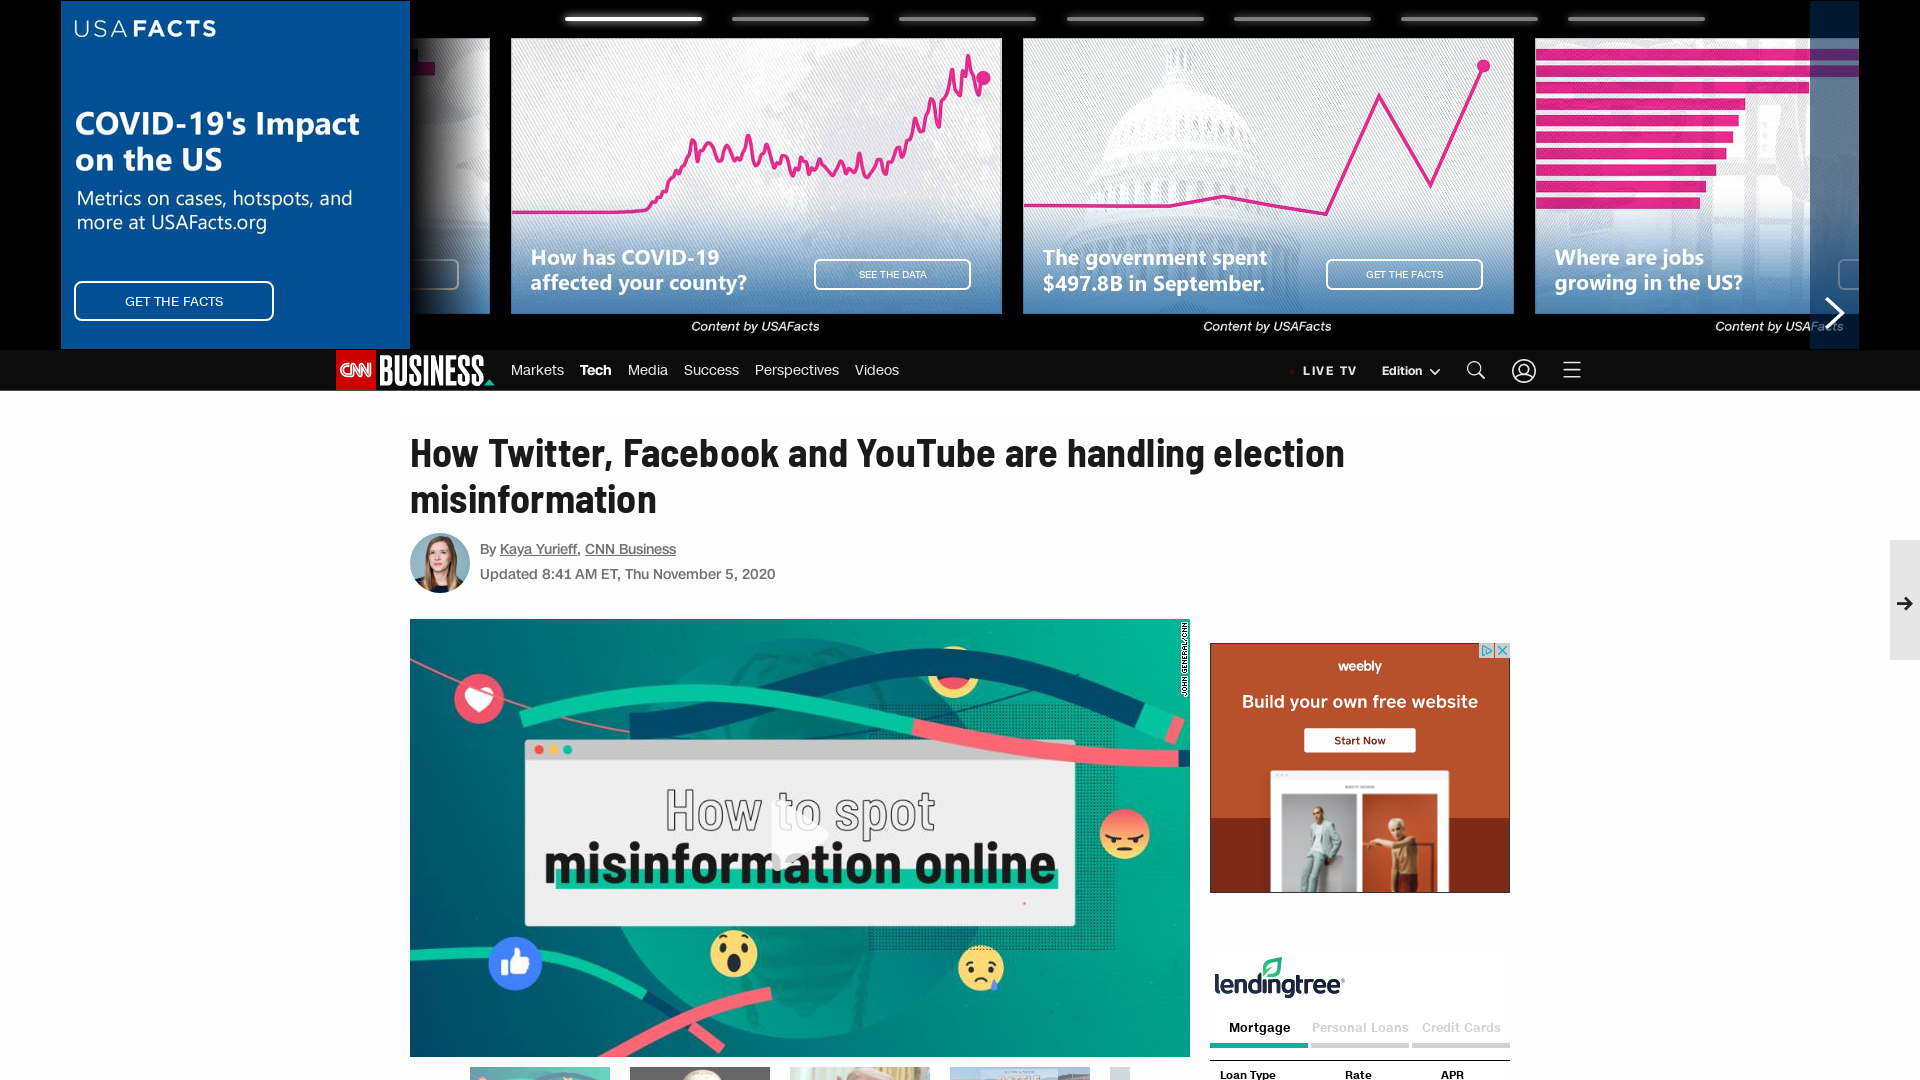 USAFACTS
COVID-19's Impact
on the US
Metrics on cases, hotspots, and
more at USAFacts.org
GET THE FACTS
How has COVID-19
affected your county?
SEE THE DATA
Content by USAFacts
The government spent
$497.8B in September.
GET THE FACTS
Content by USAFacts
Where are jobs
growing in the US?
Content by USAFacts
CNN BUSINESS
Markets
Tech
Media
Success
Perspectives
Videos
LIVE TV
Edition
How Twitter, Facebook and YouTube are handling election
misinformation
By Kaya Yurieff, CNN Business
Updated 8:41 AM ET, Thu November 5, 2020
JOHN GENERAL/CNN
How to spot
misinformation online
weebly
Build your own free website
Start Now
lendingtree
Mortgage
Personal Loans
Credit Cards
Loan Type
Rate
APR